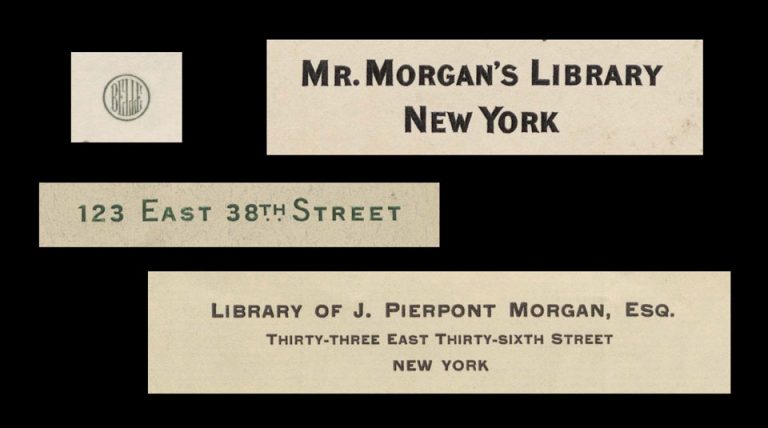 BELLE
MR. MORGAN'S LIBRARY
NEW YORK
123 EAST 38TH STREET
LIBRARY OF J. PIERPONT MORGAN, ESQ.
THIRTY-THREE EAST THIRTY-SIXTH STREET
NEW YORK